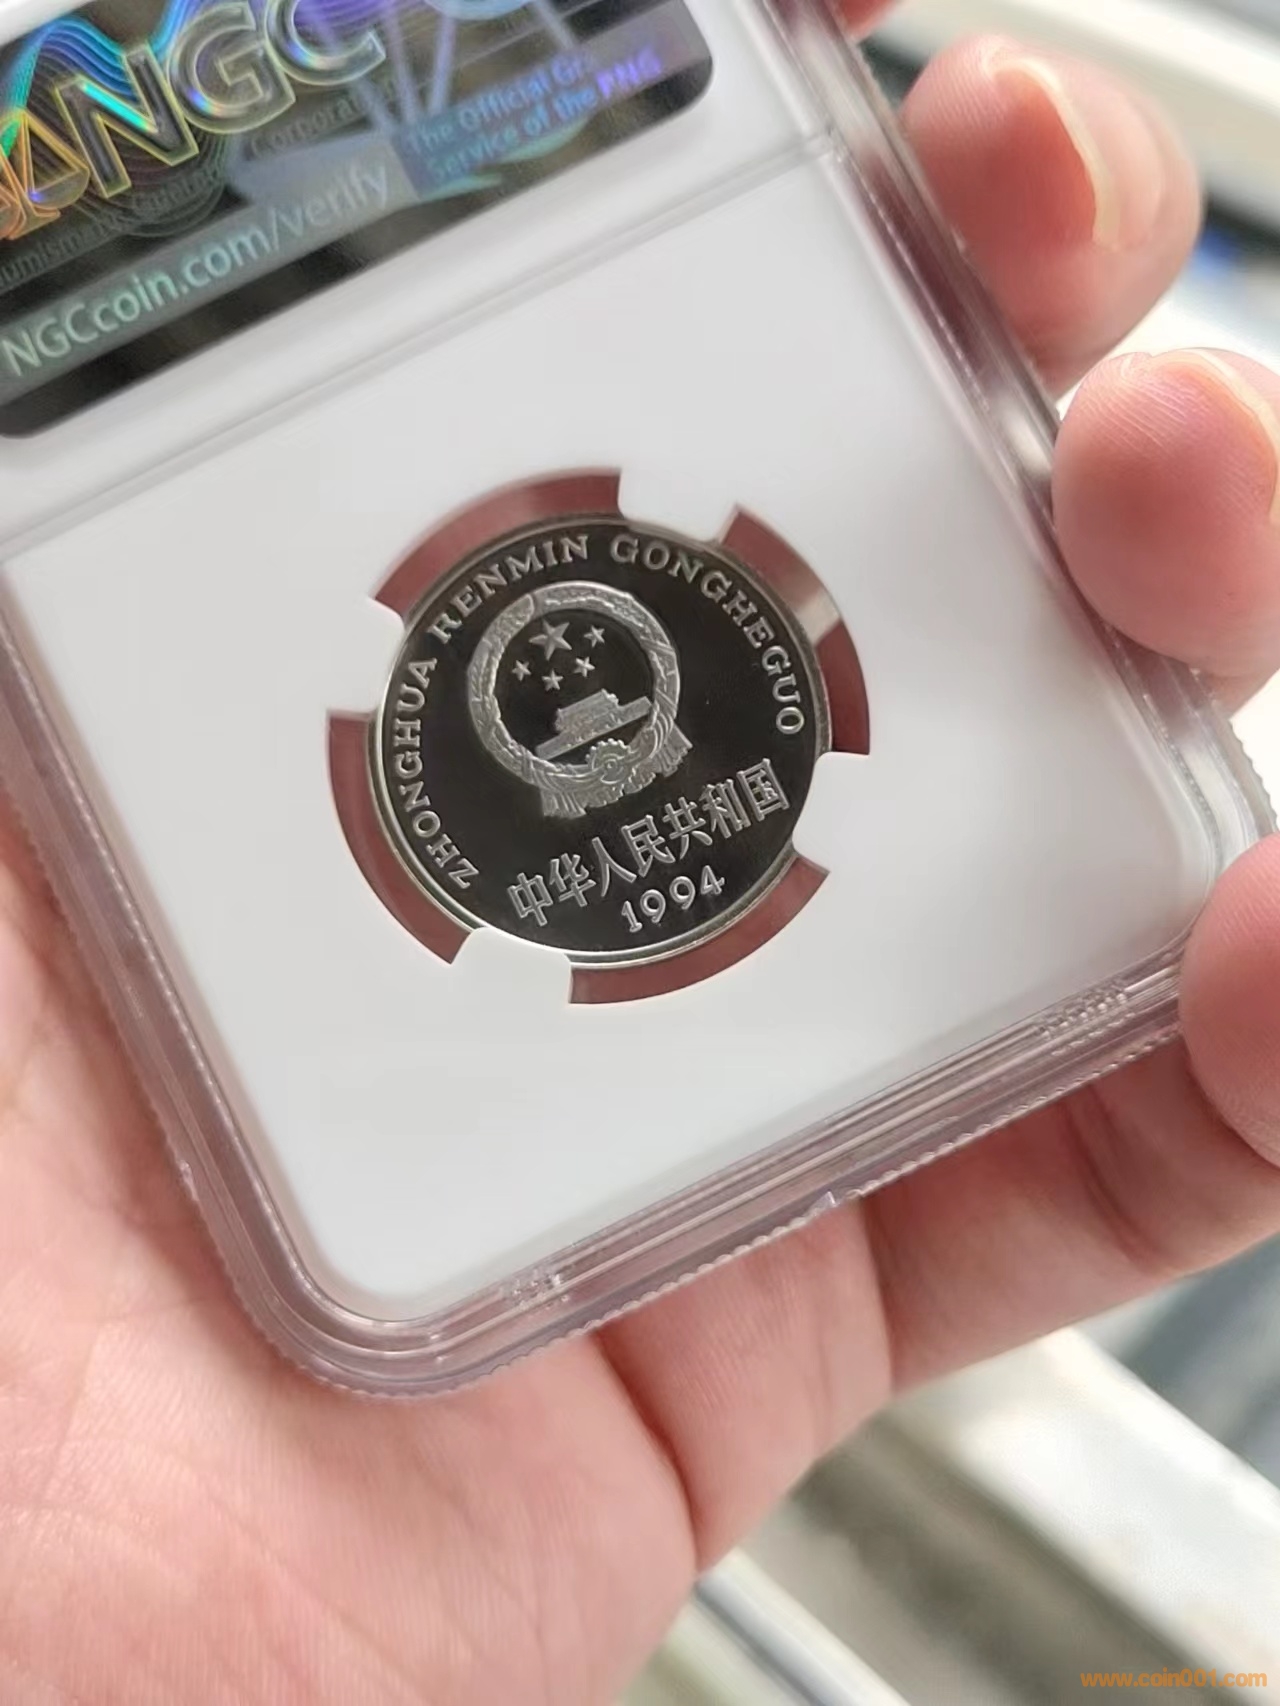 NGC
Corporation
The Official Gr
Service of the PNG
NGCcoin.com/verify
ZHONGHUA RENMIN GONGHEGUO
中华人民共和国
1994
www.coin001.com